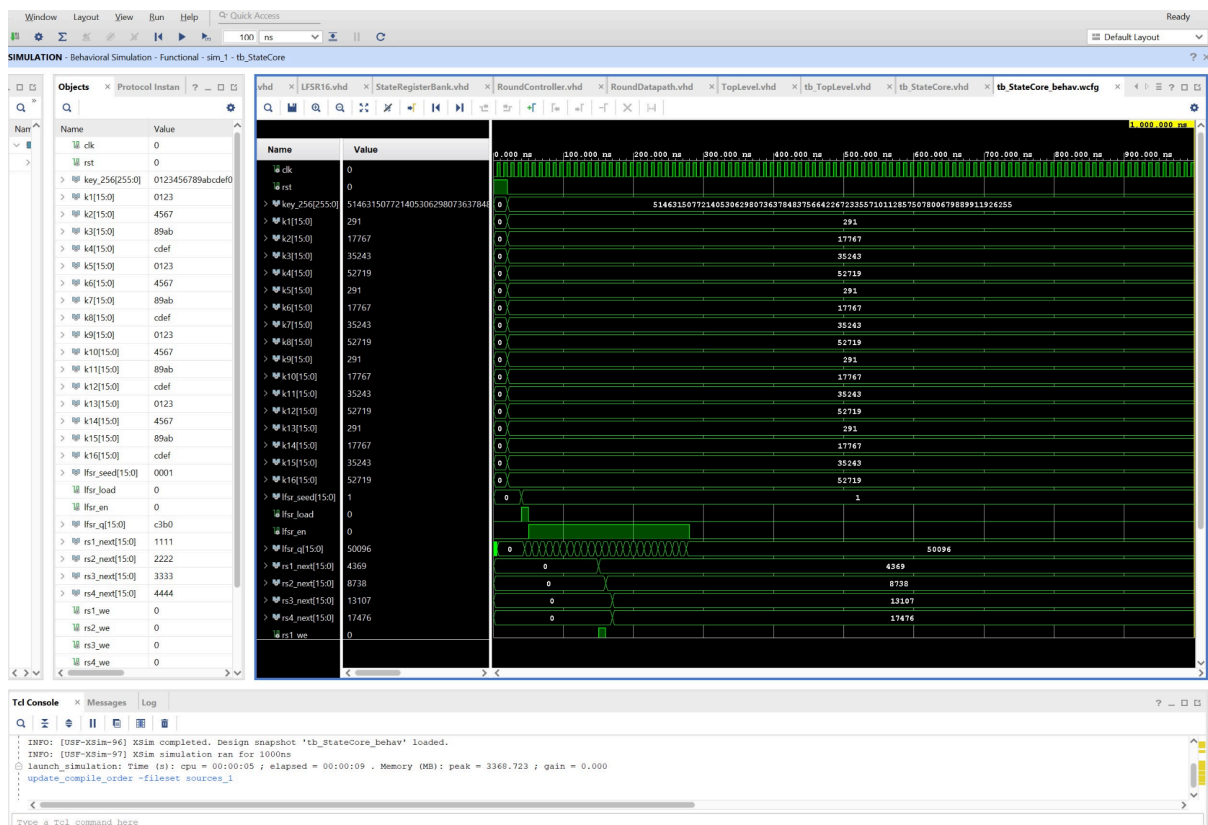 Window Layout View Run Help Quick Access Ready
100 ns Default Layout
SIMULATION - Behavioral Simulation - Functional - sim_1 - tb_StateCore ?
Objects × Protocol Instan ? .vhd × LFSR16.vhd × StateRegisterBank.vhd × RoundController.vhd × RoundDatapath.vhd × TopLevel.vhd × tb_TopLevel.vhd × tb_StateCore.vhd × tb_StateCore_behav.wcfg ×
Nam
Name Value
clk 0
rst 0
key_256[255:0] 0123456789abcdef0
k1[15:0] 0123
k2[15:0] 4567
k3[15:0] 89ab
k4[15:0] cdef
k5[15:0] 0123
k6[15:0] 4567
k7[15:0] 89ab
k8[15:0] cdef
k9[15:0] 0123
k10[15:0] 4567
k11[15:0] 89ab
k12[15:0] cdef
k13[15:0] 0123
k14[15:0] 4567
k15[15:0] 89ab
k16[15:0] cdef
lfsr_seed[15:0] 0001
lfsr_load 0
lfsr_en 0
lfsr_q[15:0] c3b0
rs1_next[15:0] 1111
rs2_next[15:0] 2222
rs3_next[15:0] 3333
rs4_next[15:0] 4444
rs1_we 0
rs2_we 0
rs3_we 0
rs4_we 0
1,000.000 ns
Name Value
0.000 ns 100.000 ns 200.000 ns 300.000 ns 400.000 ns 500.000 ns 600.000 ns 700.000 ns 800.000 ns 900.000 ns
clk 0
rst 0
key_256[255:0] 0
k1[15:0] 291 0 291
k2[15:0] 17767 0 17767
k3[15:0] 35243 0 35243
k4[15:0] 52719 0 52719
k5[15:0] 291 0 291
k6[15:0] 17767 0 17767
k7[15:0] 35243 0 35243
k8[15:0] 52719 0 52719
k9[15:0] 291 0 291
k10[15:0] 17767 0 17767
k11[15:0] 35243 0 35243
k12[15:0] 52719 0 52719
k13[15:0] 291 0 291
k14[15:0] 17767 0 17767
k15[15:0] 35243 0 35243
k16[15:0] 52719 0 52719
lfsr_seed[15:0] 1 0 1
lfsr_load 0
lfsr_en 0
lfsr_q[15:0] 50096 0 50096
rs1_next[15:0] 4369 0 4369
rs2_next[15:0] 8738 0 8738
rs3_next[15:0] 13107 0 13107
rs4_next[15:0] 17476 0 17476
rs1_we 0
Tcl Console × Messages Log ?
INFO: [USF-XSim-96] XSim completed. Design snapshot 'tb_StateCore_behav' loaded.
INFO: [USF-XSim-97] XSim simulation ran for 1000ns
launch_simulation: Time (s): cpu = 00:00:05 ; elapsed = 00:00:09 . Memory (MB): peak = 3368.723 ; gain = 0.000
update_compile_order -fileset sources_1
Type a Tcl command here